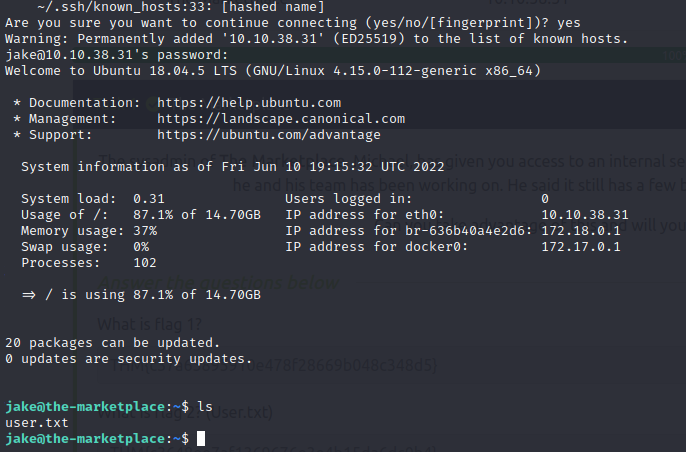 ~/.ssh/known_hosts:33: [hashed name]
Are you sure you want to continue connecting (yes/no/[fingerprint])? yes
Warning: Permanently added '10.10.38.31' (ED25519) to the list of known hosts.
jake@10.10.38.31's password:
Welcome to Ubuntu 18.04.5 LTS (GNU/Linux 4.15.0-112-generic x86_64)
* Documentation:  https://help.ubuntu.com
* Management:     https://landscape.canonical.com
* Support:        https://ubuntu.com/advantage
System information as of Fri Jun 10 19:15:32 UTC 2022
System load:  0.31               Users logged in:                0
Usage of /:   87.1% of 14.70GB   IP address for eth0:            10.10.38.31
Memory usage: 37%                IP address for br-636b40a4e2d6: 172.18.0.1
Swap usage:   0%                 IP address for docker0:         172.17.0.1
Processes:    102
=> / is using 87.1% of 14.70GB
Answer the questions below
What is flag 1?
20 packages can be updated.
0 updates are security updates.
jake@the-marketplace:~$ ls
user.txt
jake@the-marketplace:~$